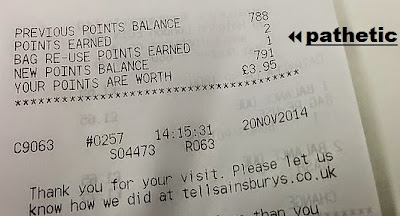 PREVIOUS POINTS BALANCE 788
POINTS EARNED 2
BAG RE-USE POINTS EARNED 1
NEW POINTS BALANCE 791
YOUR POINTS ARE WORTH £3.95
pathetic
****************************************
C9063 #0257 14:15:31 20NOV2014
S04473 R063
Thank you for your visit. Please let us
know how we did at tellsainsburys.co.uk
than you